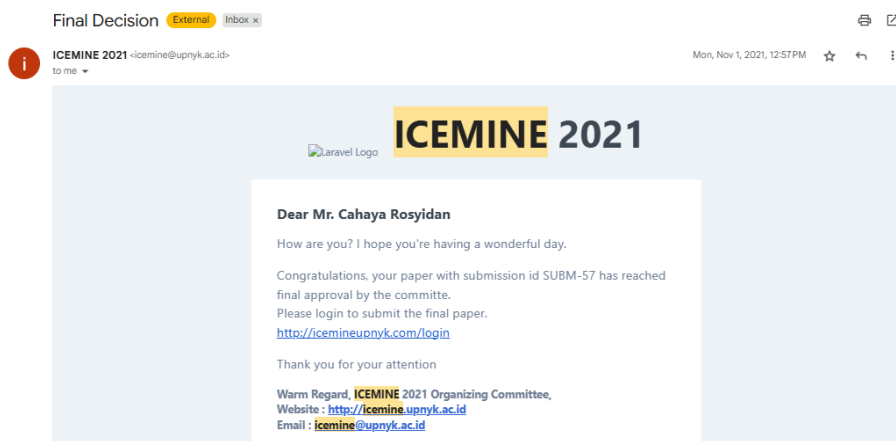 Final Decision External Inbox ×
ICEMINE 2021 <icemine@upnyk.ac.id>
Mon, Nov 1, 2021, 12:57 PM
to me
i
ICEMINE 2021
Laravel Logo
Dear Mr. Cahaya Rosyidan
How are you? I hope you're having a wonderful day.
Congratulations, your paper with submission id SUBM-57 has reached
final approval by the committe.
Please login to submit the final paper.
http://icemineupnyk.com/login
Thank you for your attention
Warm Regard, ICEMINE 2021 Organizing Committee,
Website : http://icemine.upnyk.ac.id
Email : icemine@upnyk.ac.id